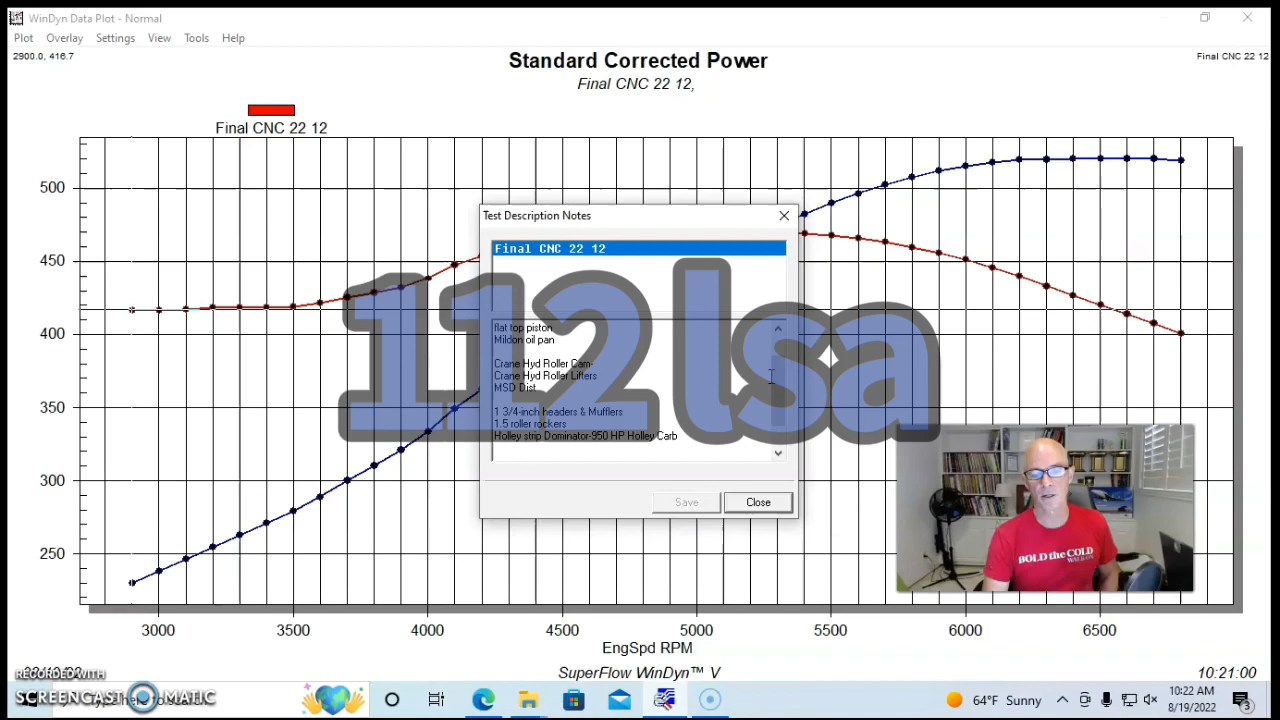 WinDyn Data Plot - Normal
Plot Overlay Settings View Tools Help
2900.0, 416.7
Final CNC 22 12
Standard Corrected Power
Final CNC 22 12,
Final CNC 22 12
500
450
400
350
300
250
Test Description Notes
Final CNC 22 12
112 lsa
flat top piston
Mildon oil pan
Crane Hyd Roller Cam-
Crane Hyd Roller Lifters
MSD Dist
1 3/4-inch headers & Mufflers
1.5 roller rockers
Holley strip Dominator-950 HP Holley Carb
Save Close
BOLD the COLD
3000 3500 4000 4500 5000 5500 6000 6500
EngSpd RPM
SuperFlow WinDyn™ V
10:21:00
RECORDED WITH
SCREENCAST MATIC
64°F Sunny
10:22 AM
8/19/2022
3